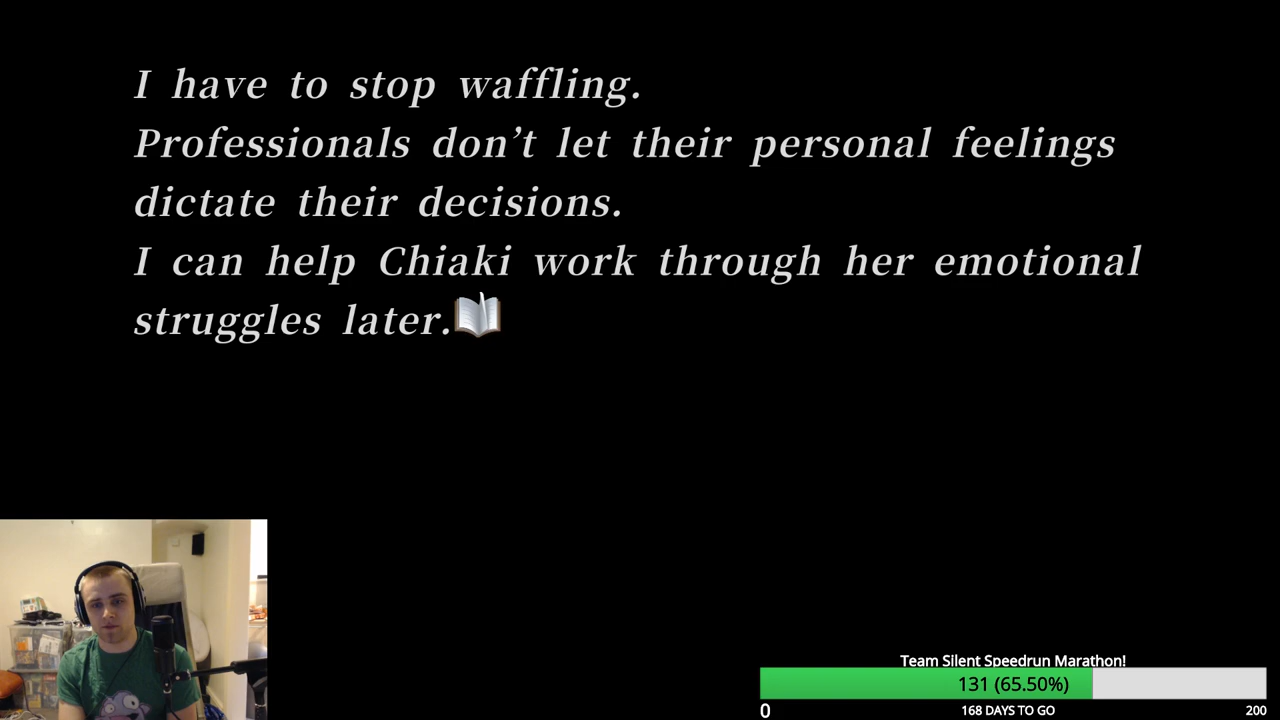 I have to stop waffling.
Professionals don’t let their personal feelings
dictate their decisions.
I can help Chiaki work through her emotional
struggles later.
Team Silent Speedrun Marathon!
131 (65.50%)
0 168 DAYS TO GO 200